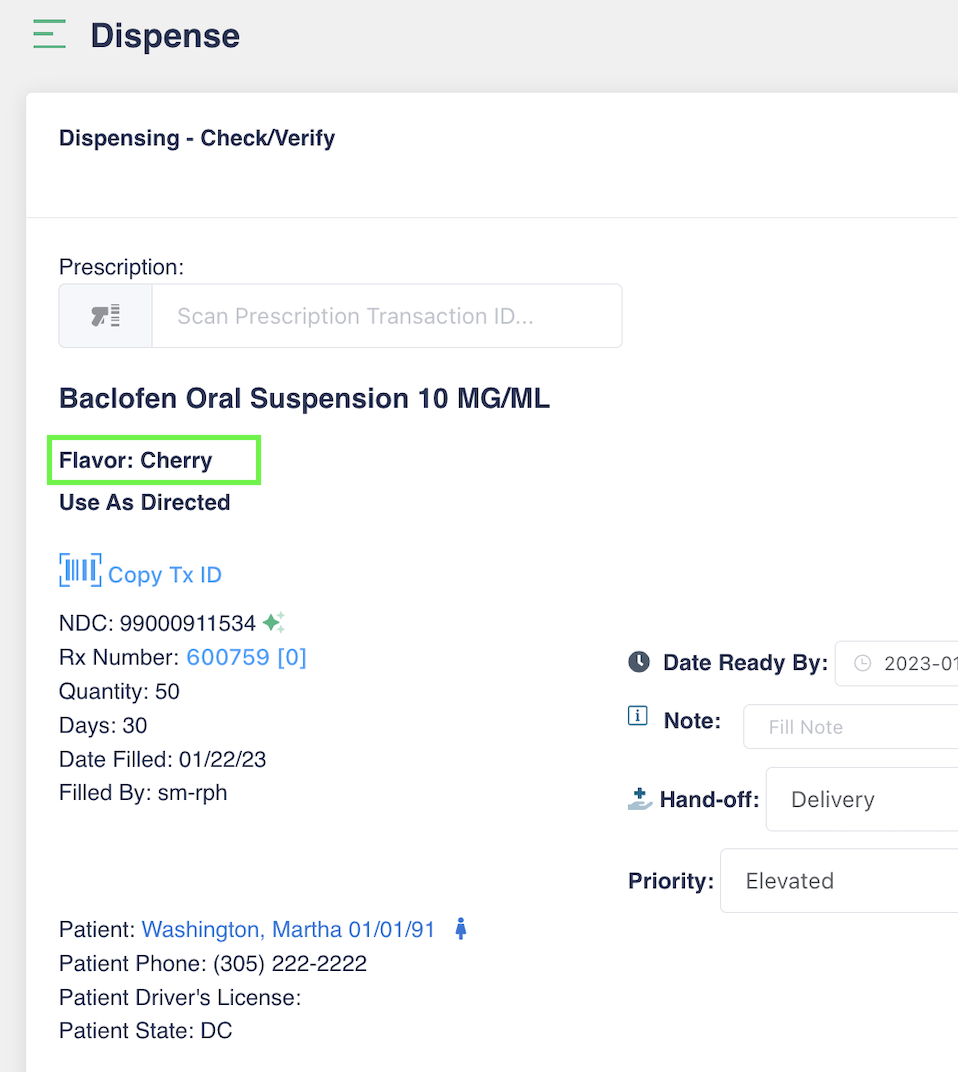 Dispense
Dispensing - Check/Verify
Prescription:
Scan Prescription Transaction ID...
Baclofen Oral Suspension 10 MG/ML
Flavor: Cherry
Use As Directed
Copy Tx ID
NDC: 99000911534
Rx Number: 600759 [0]
Quantity: 50
Days: 30
Date Filled: 01/22/23
Filled By: sm-rph
Date Ready By: 2023-01
Note: Fill Note
Hand-off: Delivery
Priority: Elevated
Patient: Washington, Martha 01/01/91
Patient Phone: (305) 222-2222
Patient Driver's License:
Patient State: DC